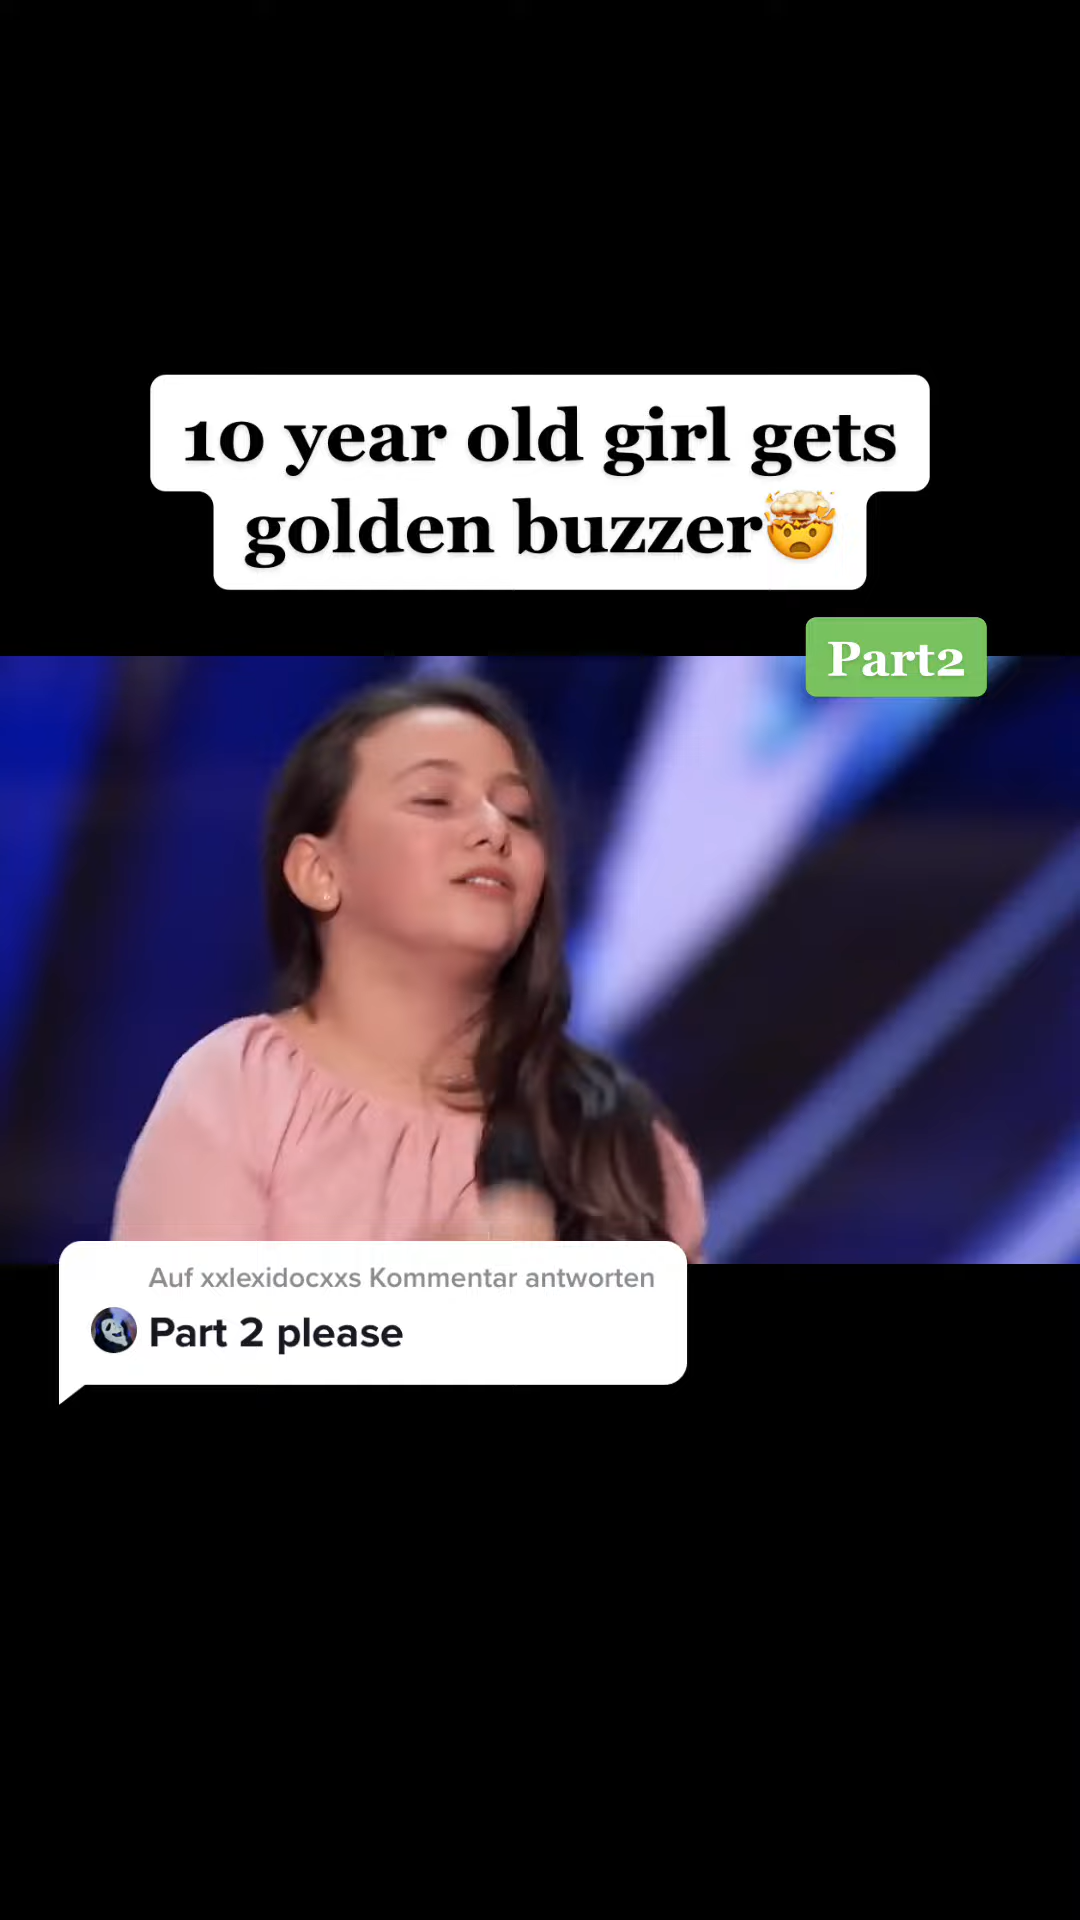 10 year old girl gets
golden buzzer🤯
Part2
Auf xxlexidocxxs Kommentar antworten
Part 2 please